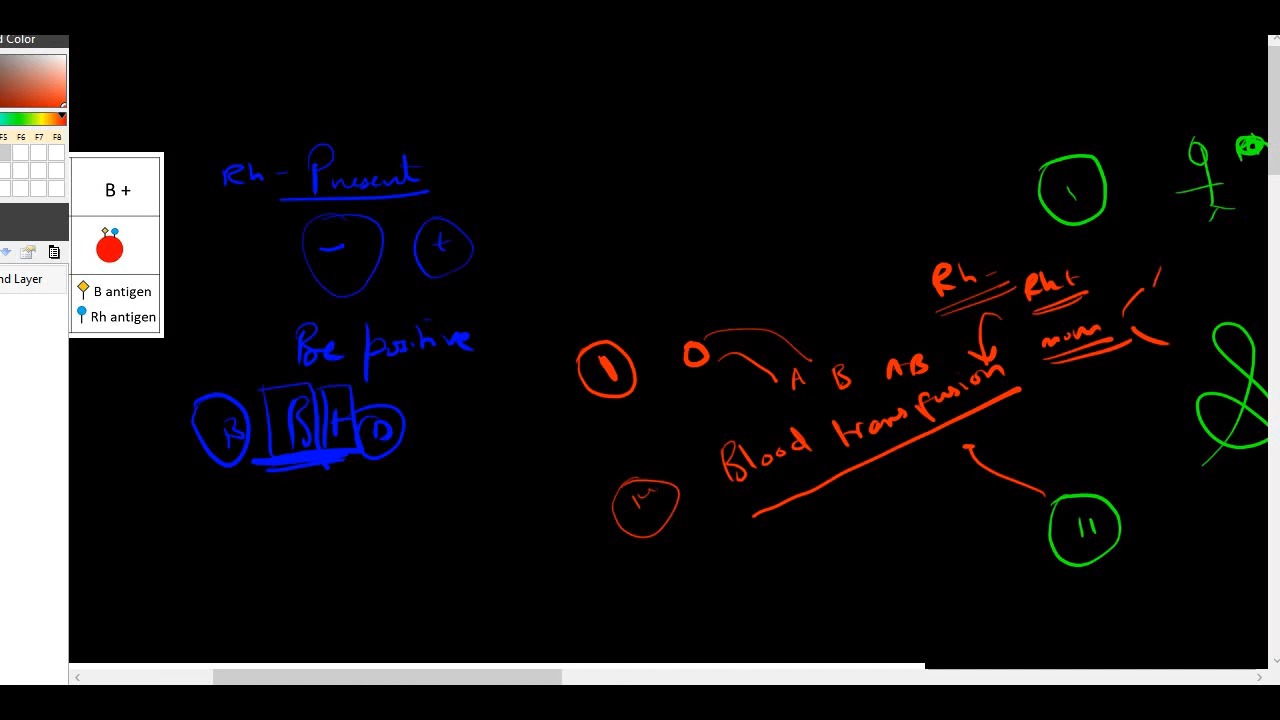 d Color
F5 F6 F7 F8
nd Layer
B +
B antigen
Rh antigen
Rh - Present
- +
Be positive
B B+ D
Rh -
Rh+
mom
O A B AB
Blood transfusion
I
II